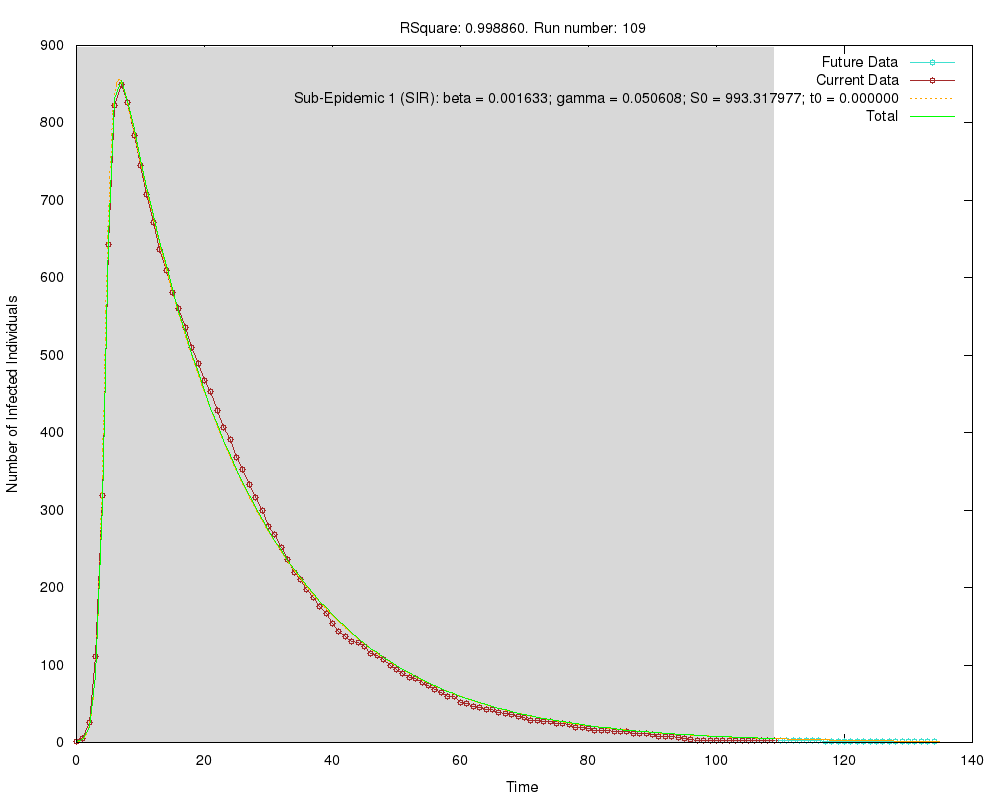 RSquare: 0.998860. Run number: 109
900
800
700
600
500
400
300
200
100
0
Number of Infected Individuals
Future Data
Current Data
Sub-Epidemic 1 (SIR): beta = 0.001633; gamma = 0.050608; S0 = 993.317977; t0 = 0.000000
Total
0 20 40 60 80 100 120 140
Time